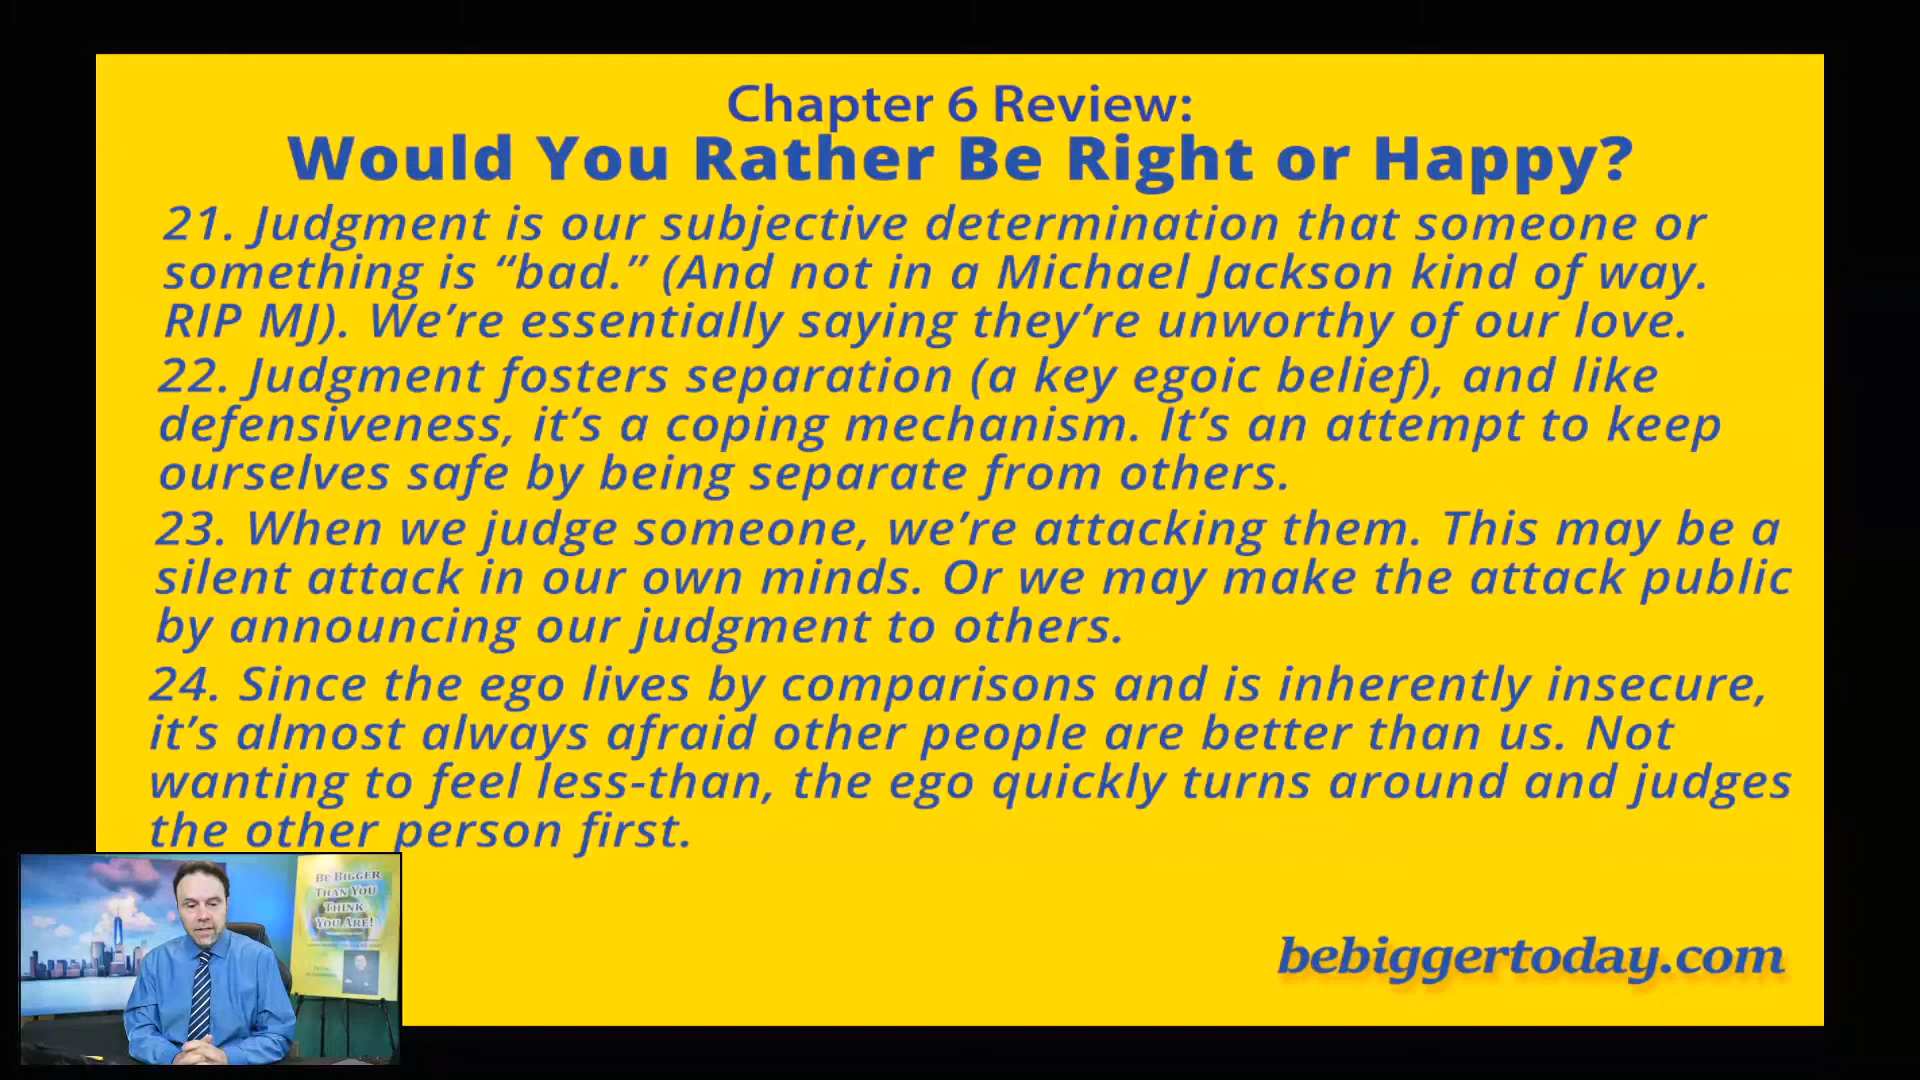 Chapter 6 Review:
Would You Rather Be Right or Happy?
21. Judgment is our subjective determination that someone or
something is “bad.” (And not in a Michael Jackson kind of way.
RIP MJ). We’re essentially saying they’re unworthy of our love.
22. Judgment fosters separation (a key egoic belief), and like
defensiveness, it’s a coping mechanism. It’s an attempt to keep
ourselves safe by being separate from others.
23. When we judge someone, we’re attacking them. This may be a
silent attack in our own minds. Or we may make the attack public
by announcing our judgment to others.
24. Since the ego lives by comparisons and is inherently insecure,
it’s almost always afraid other people are better than us. Not
wanting to feel less-than, the ego quickly turns around and judges
the other person first.
BE BIGGER
THAN YOU
THINK
YOU ARE!
bebiggertoday.com